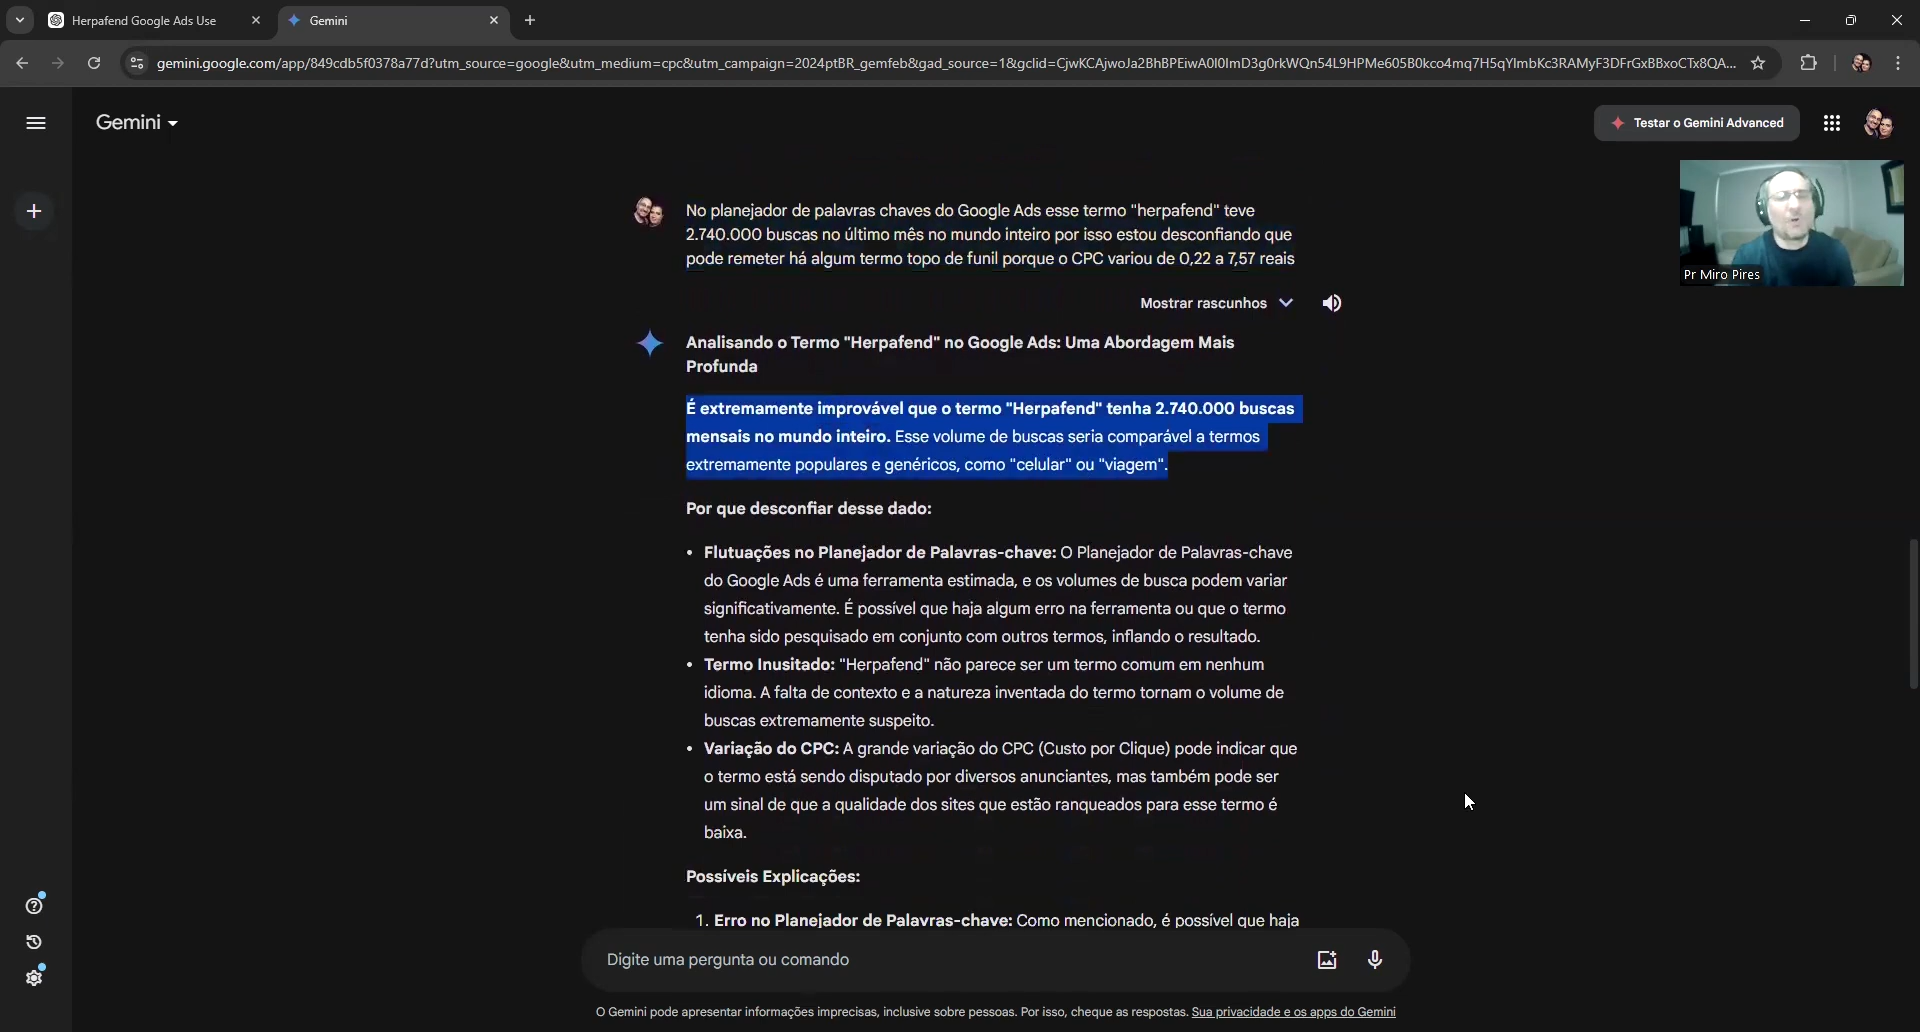 Herpafend Google Ads Use
Gemini
gemini.google.com/app/849cdb5f0378a77d?utm_source=google&utm_medium=cpc&utm_campaign=2024ptBR_gemfeb&gad_source=1&gclid=CjwKCAjwoJa2BhBPEiwA0l0ImD3g0rkWQn54L9HPMe605B0kco4mq7H5qYImbKc3RAMyF3DFrGxBBxoCTx8QA...
Gemini
Testar o Gemini Advanced
Pr Miro Pires
No planejador de palavras chaves do Google Ads esse termo "herpafend" teve
2.740.000 buscas no último mês no mundo inteiro por isso estou desconfiando que
pode remeter há algum termo topo de funil porque o CPC variou de 0,22 a 7,57 reais
Mostrar rascunhos
Analisando o Termo "Herpafend" no Google Ads: Uma Abordagem Mais
Profunda
É extremamente improvável que o termo "Herpafend" tenha 2.740.000 buscas
mensais no mundo inteiro. Esse volume de buscas seria comparável a termos
extremamente populares e genéricos, como "celular" ou "viagem".
Por que desconfiar desse dado:
• Flutuações no Planejador de Palavras-chave: O Planejador de Palavras-chave
do Google Ads é uma ferramenta estimada, e os volumes de busca podem variar
significativamente. É possível que haja algum erro na ferramenta ou que o termo
tenha sido pesquisado em conjunto com outros termos, inflando o resultado.
• Termo Inusitado: "Herpafend" não parece ser um termo comum em nenhum
idioma. A falta de contexto e a natureza inventada do termo tornam o volume de
buscas extremamente suspeito.
• Variação do CPC: A grande variação do CPC (Custo por Clique) pode indicar que
o termo está sendo disputado por diversos anunciantes, mas também pode ser
um sinal de que a qualidade dos sites que estão ranqueados para esse termo é
baixa.
Possíveis Explicações:
1. Erro no Planejador de Palavras-chave: Como mencionado, é possível que haja
Digite uma pergunta ou comando
O Gemini pode apresentar informações imprecisas, inclusive sobre pessoas. Por isso, cheque as respostas. Sua privacidade e os apps do Gemini